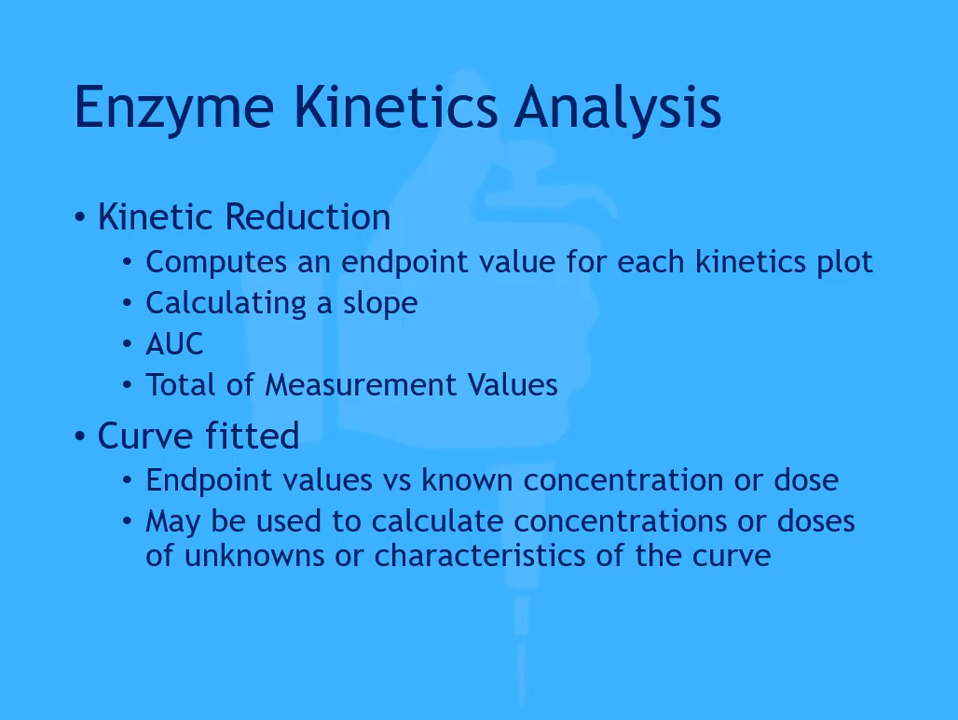 Enzyme Kinetics Analysis
• Kinetic Reduction
• Computes an endpoint value for each kinetics plot
• Calculating a slope
• AUC
• Total of Measurement Values
• Curve fitted
• Endpoint values vs known concentration or dose
• May be used to calculate concentrations or doses
of unknowns or characteristics of the curve